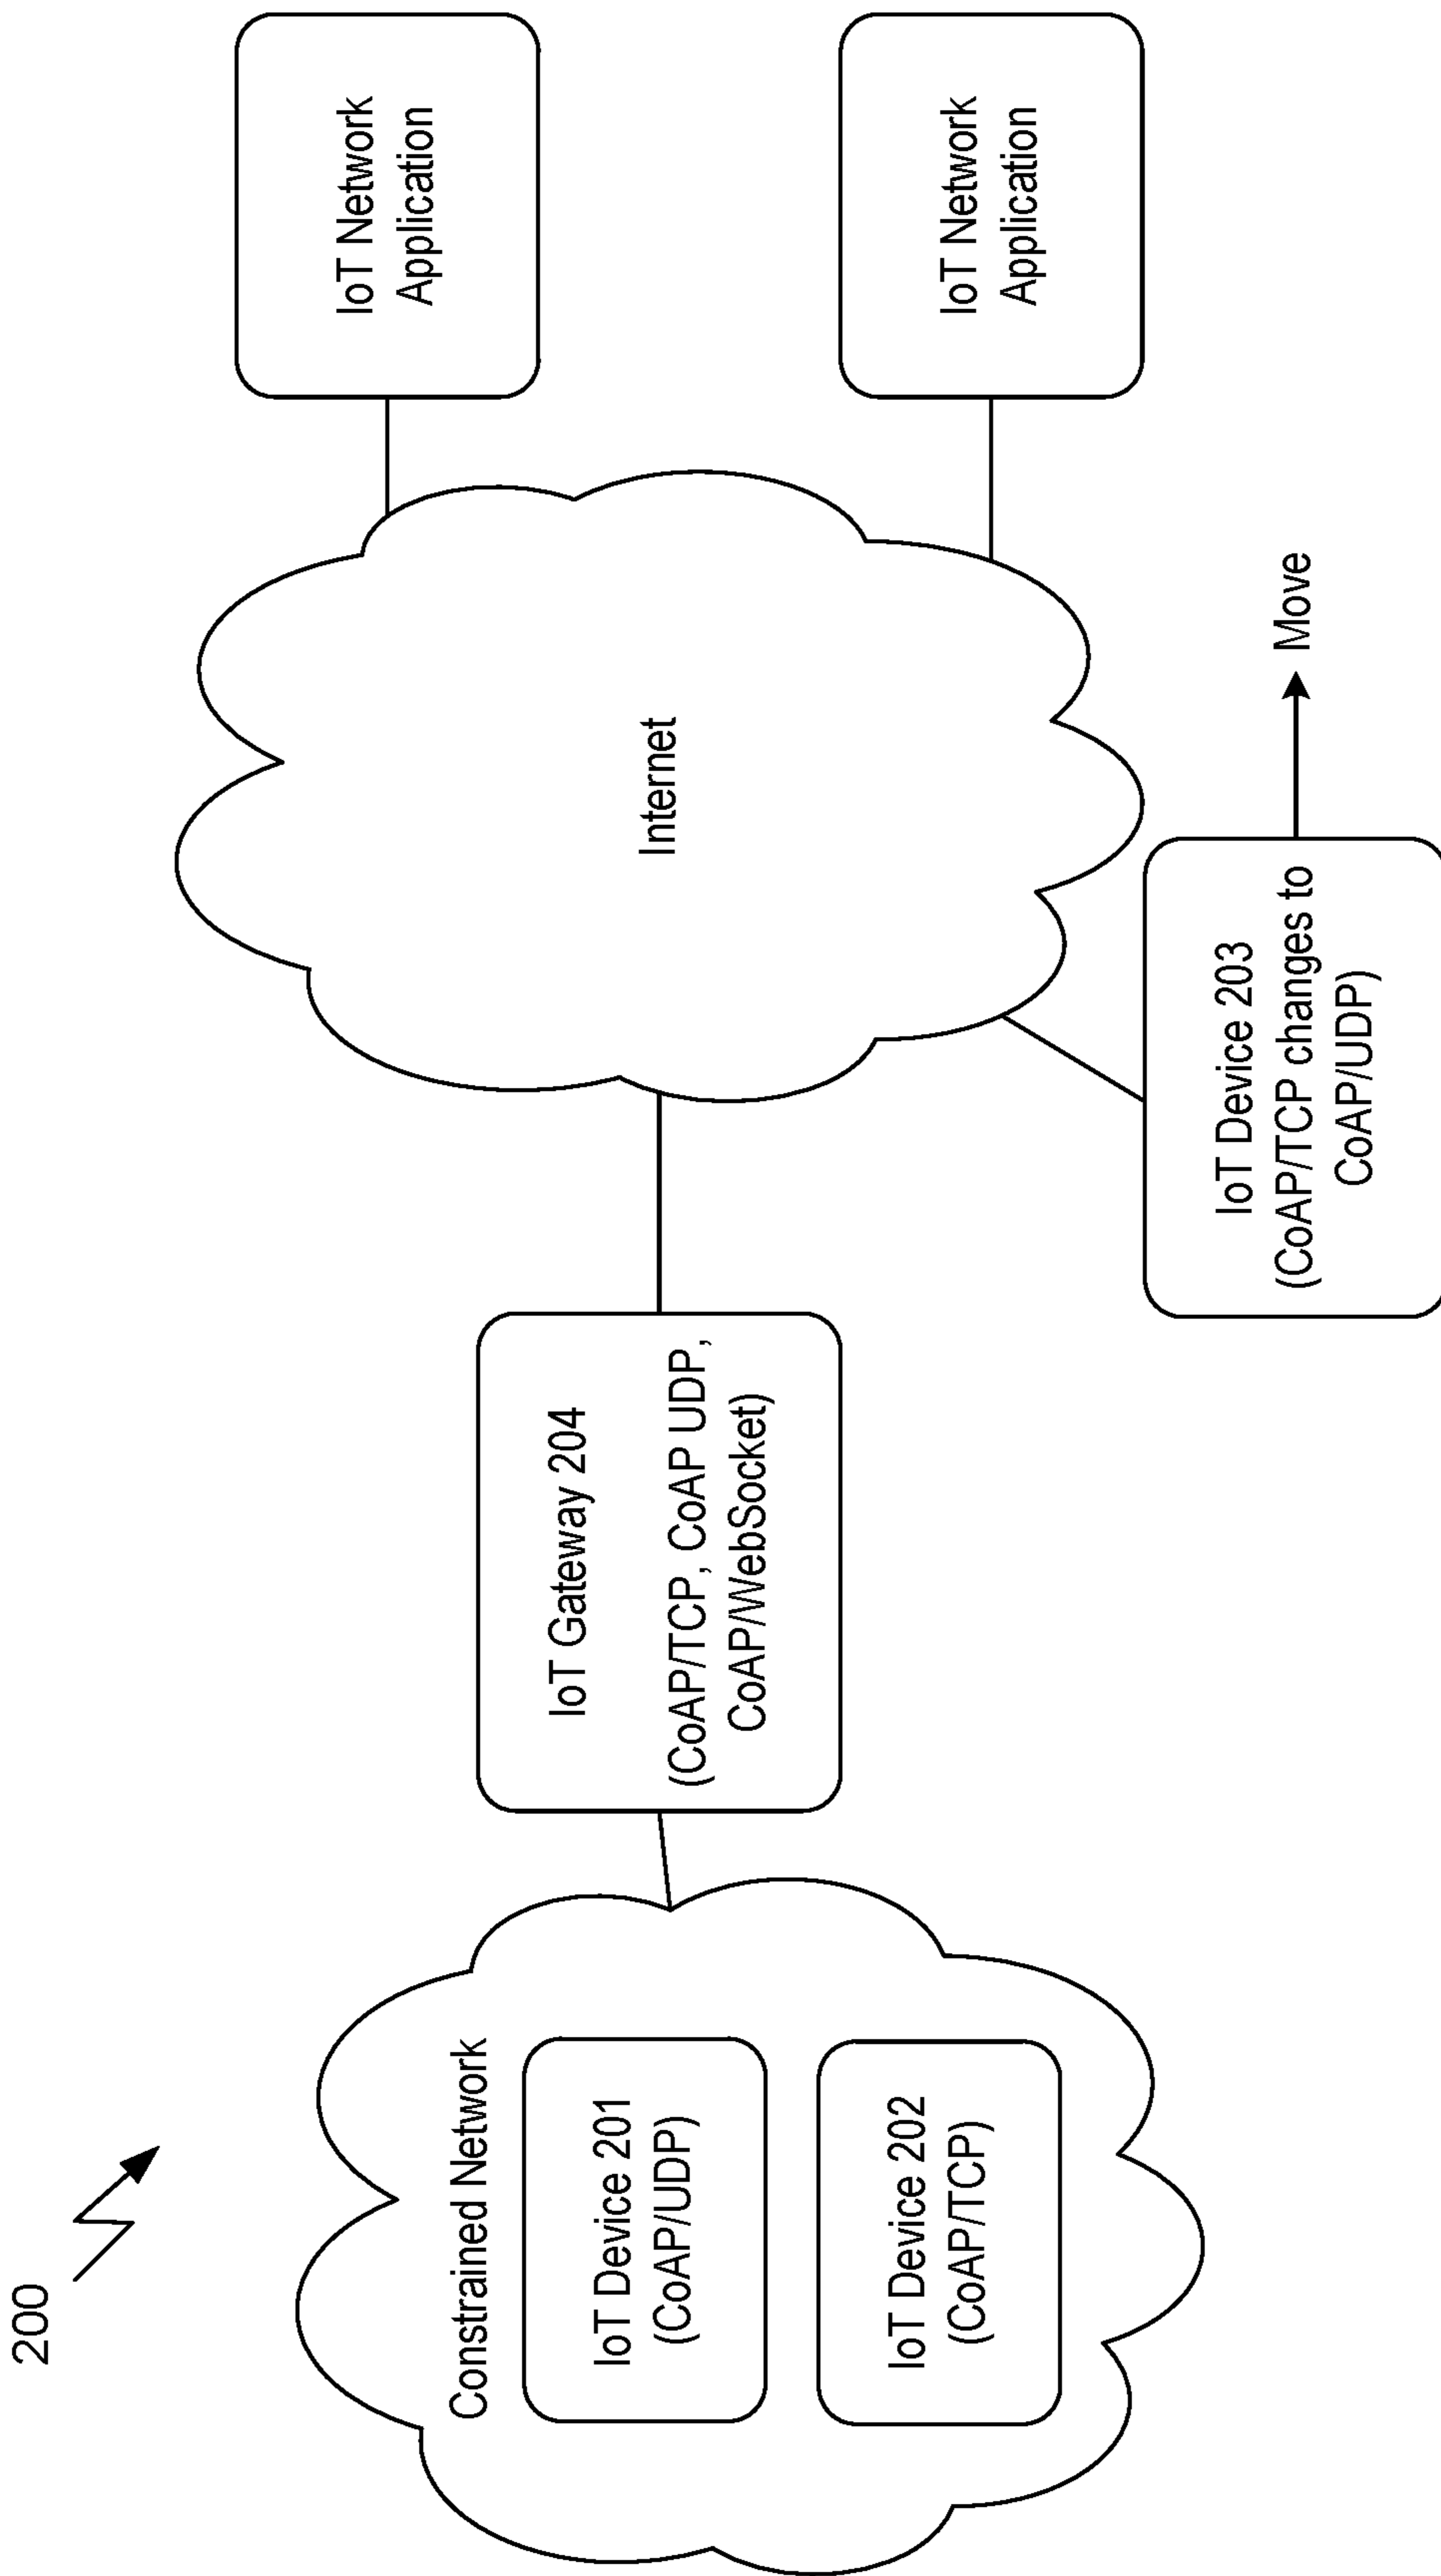 200
Constrained Network
IoT Device 201
(CoAP/UDP)
IoT Device 202
(CoAP/TCP)
IoT Gateway 204
(CoAP/TCP, CoAP UDP,
CoAP/WebSocket)
Internet
IoT Device 203
(CoAP/TCP changes to
CoAP/UDP)
Move
IoT Network
Application
IoT Network
Application